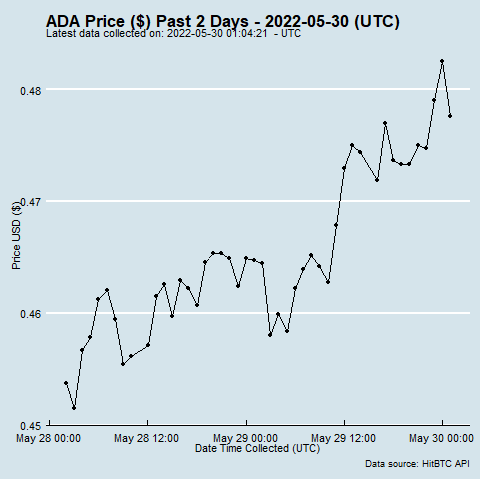 ADA Price ($) Past 2 Days - 2022-05-30 (UTC)
Latest data collected on: 2022-05-30 01:04:21 - UTC
0.48
0.47
Price USD ($)
0.46
0.45
May 28 00:00 May 28 12:00 May 29 00:00 May 29 12:00 May 30 00:00
Date Time Collected (UTC)
Data source: HitBTC API